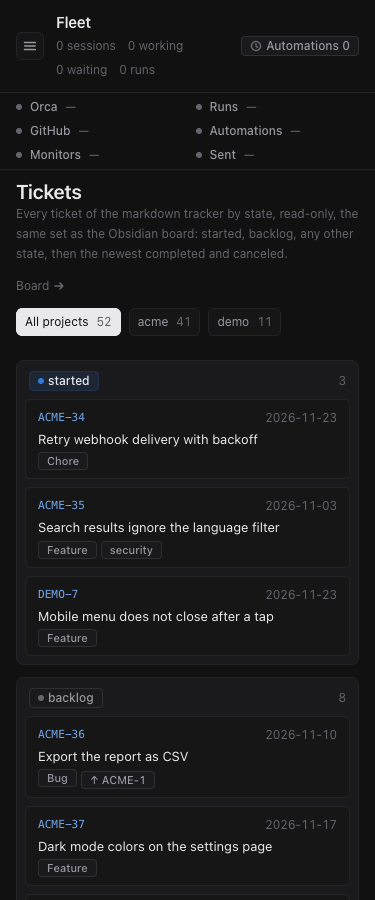 Fleet
0 sessions 0 working
0 waiting 0 runs
Automations 0
Orca —
Runs —
GitHub —
Automations —
Monitors —
Sent —
Tickets
Every ticket of the markdown tracker by state, read-only, the
same set as the Obsidian board: started, backlog, any other
state, then the newest completed and canceled.
Board →
All projects 52
acme 41
demo 11
started 3
ACME-34 2026-11-23
Retry webhook delivery with backoff
Chore
ACME-35 2026-11-03
Search results ignore the language filter
Feature security
DEMO-7 2026-11-23
Mobile menu does not close after a tap
Feature
backlog 8
ACME-36 2026-11-10
Export the report as CSV
Bug ↑ ACME-1
ACME-37 2026-11-17
Dark mode colors on the settings page
Feature